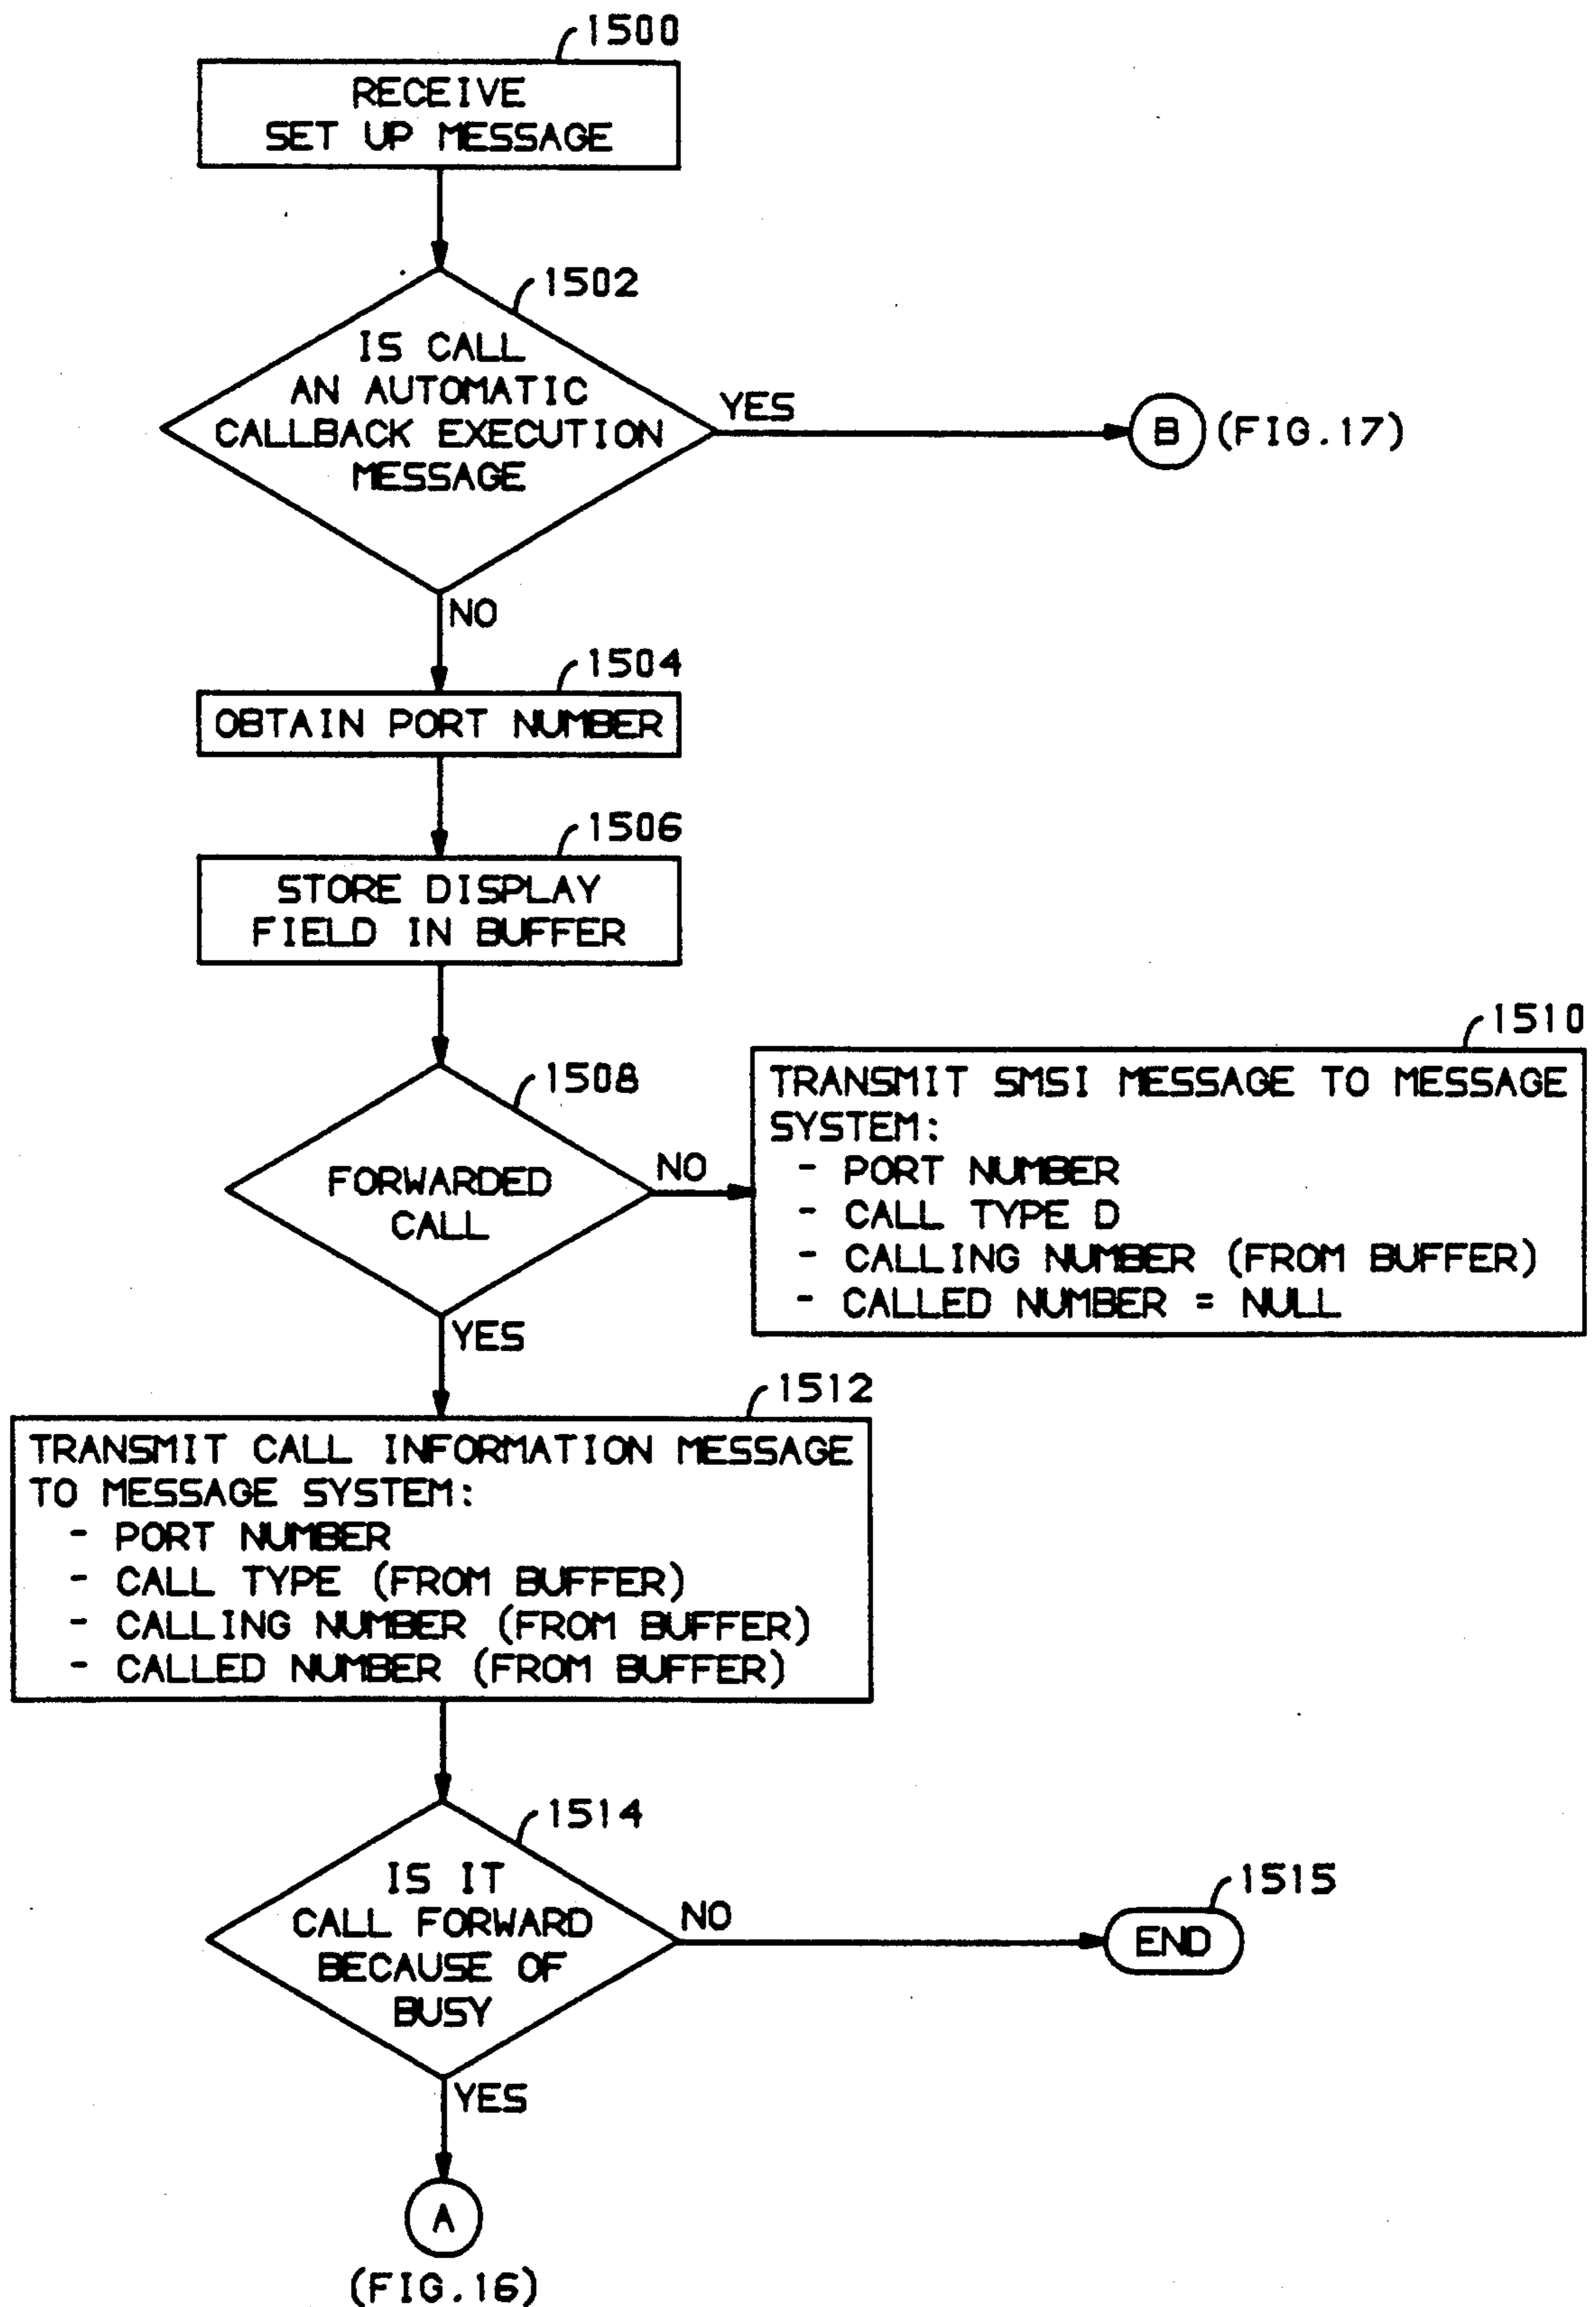 1500
RECEIVE
SET UP MESSAGE
1502
IS CALL
AN AUTOMATIC
CALLBACK EXECUTION
MESSAGE
YES
B (FIG.17)
NO
1504
OBTAIN PORT NUMBER
1506
STORE DISPLAY
FIELD IN BUFFER
1508
FORWARDED
CALL
NO
1510
TRANSMIT SMSI MESSAGE TO MESSAGE
SYSTEM:
- PORT NUMBER
- CALL TYPE D
- CALLING NUMBER (FROM BUFFER)
- CALLED NUMBER = NULL
YES
1512
TRANSMIT CALL INFORMATION MESSAGE
TO MESSAGE SYSTEM:
- PORT NUMBER
- CALL TYPE (FROM BUFFER)
- CALLING NUMBER (FROM BUFFER)
- CALLED NUMBER (FROM BUFFER)
1514
IS IT
CALL FORWARD
BECAUSE OF
BUSY
NO
1515
END
YES
A
(FIG.16)